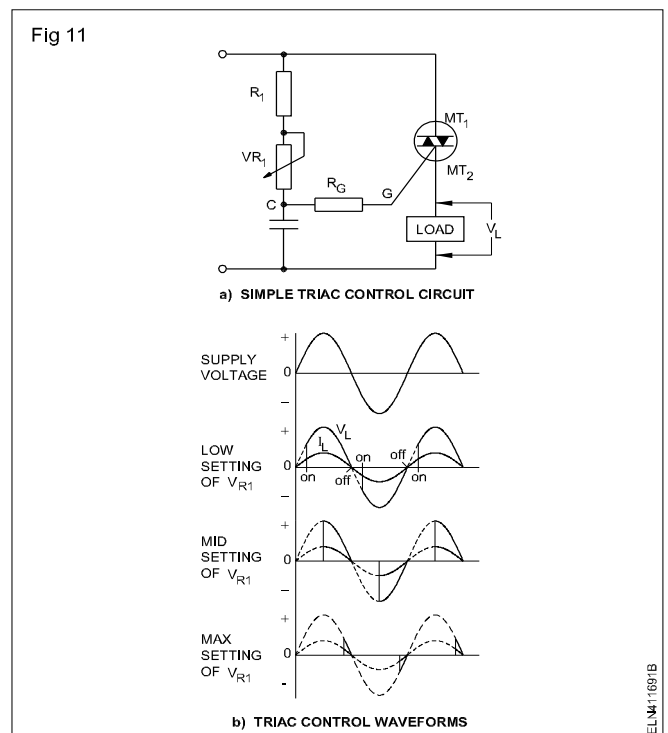 Fig 11
R1
MT1
VR1
MT2
RG
G
C
LOAD
VL
a) SIMPLE TRIAC CONTROL CIRCUIT
+
SUPPLY
VOLTAGE
0
–
+
VL
LOW
SETTING
OF VR1
IL
on
off
0
on
off
on
–
+
MID
SETTING
OF VR1
0
–
+
MAX
SETTING
OF VR1
0
-
b) TRIAC CONTROL WAVEFORMS
ELN411691B